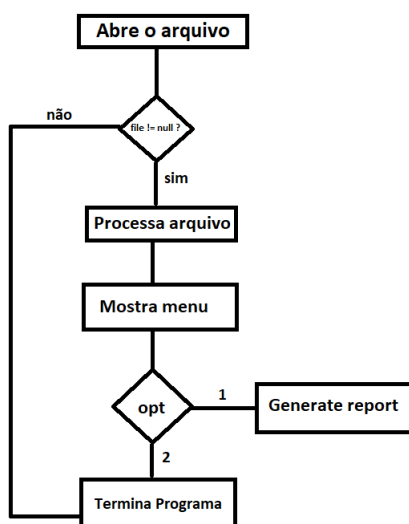 Abre o arquivo
não
file != null ?
sim
Processa arquivo
Mostra menu
opt
1
Generate report
2
Termina Programa